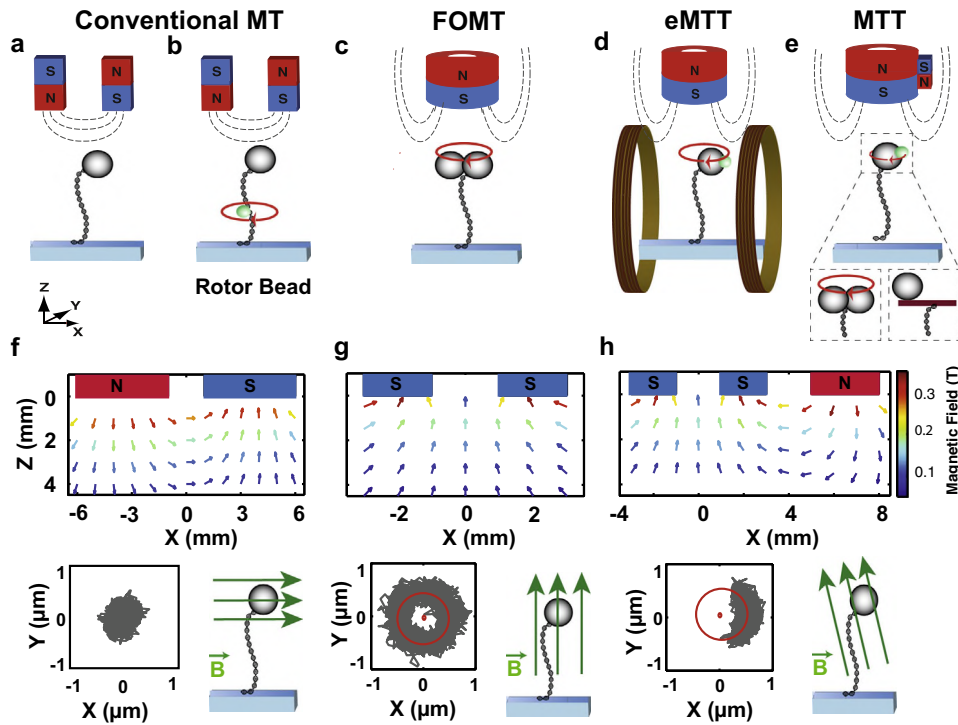 Conventional MT
FOMT
eMTT
MTT
a
b
c
d
e
S
N
N
S
S
N
N
S
N
S
N
S
N
S
S
N
Rotor Bead
Z
Y
X
f
g
h
N
S
S
S
S
S
N
0
2
4
Z (mm)
-6
-3
0
3
6
X (mm)
-2
0
2
X (mm)
-4
0
4
8
X (mm)
0.3
0.2
0.1
Magnetic Field (T)
1
0
-1
Y (µm)
-1
0
1
X (µm)
B
1
0
-1
Y (µm)
-1
0
1
X (µm)
B
1
0
-1
Y (µm)
-1
0
1
X (µm)
B